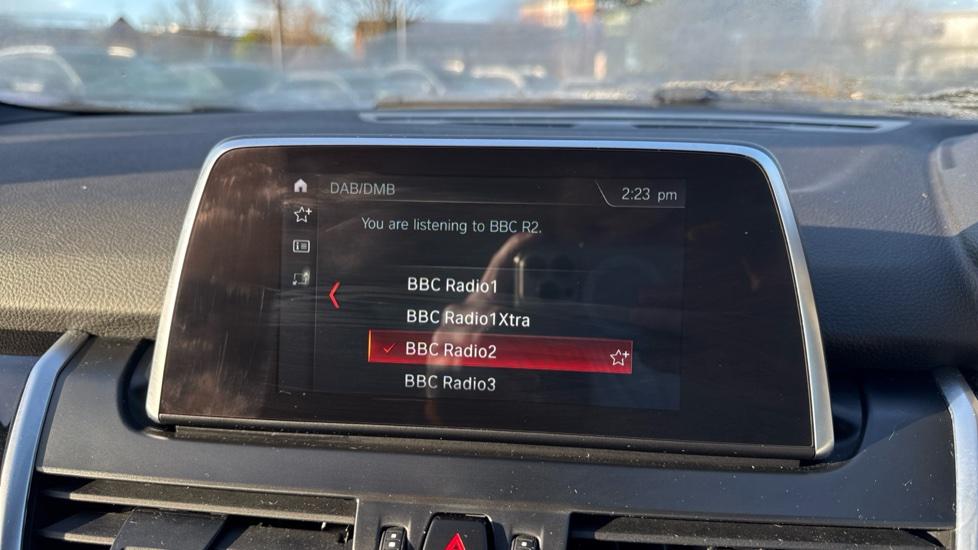 DAB/DMB
2:23 pm
You are listening to BBC R2.
BBC Radio1
BBC Radio1Xtra
BBC Radio2
BBC Radio3